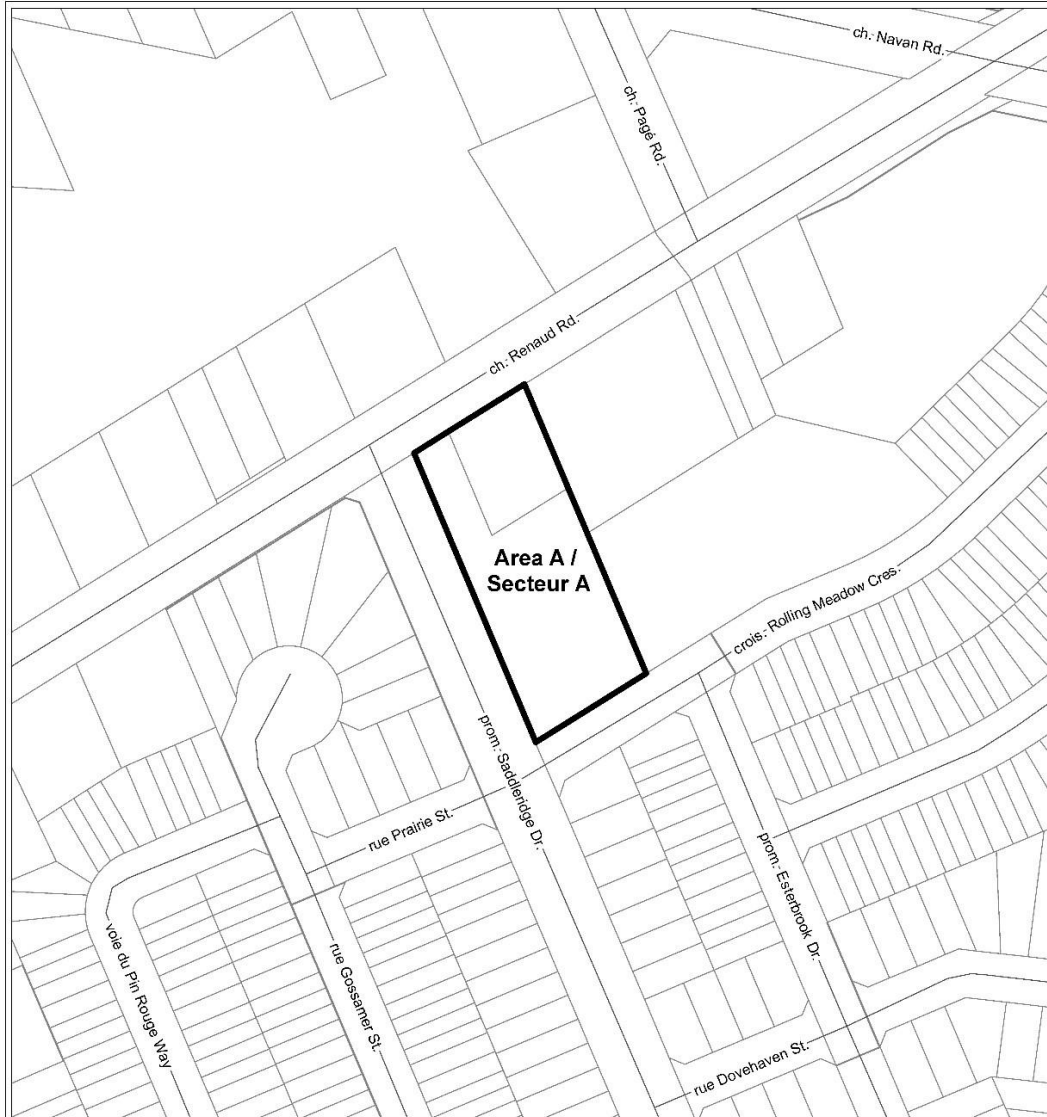 ch. Navan Rd.
ch. Pagé Rd.
ch. Renaud Rd.
Area A /
Secteur A
crois. Rolling Meadow Cres.
prom. Saddleridge Dr.
rue Prairie St.
prom. Esterbrook Dr.
voie du Pin Rouge Way
rue Gossamer St.
rue Dovehaven St.